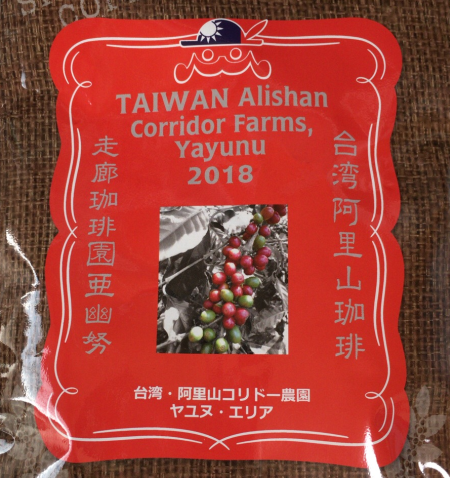 COFFEE
TAIWAN Alishan
Corridor Farms,
Yayunu
2018
台湾阿里山珈琲
走廊珈琲園亜幽努
台湾・阿里山コリドー農園
ヤユヌ・エリア